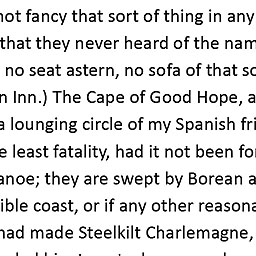 not fancy that sort of thing in any
that they never heard of the nam
no seat astern, no sofa of that so
n Inn.) The Cape of Good Hope, a
a lounging circle of my Spanish fri
e least fatality, had it not been fo
anoe; they are swept by Borean a
ible coast, or if any other reasona
had made Steelkilt Charlemagne,